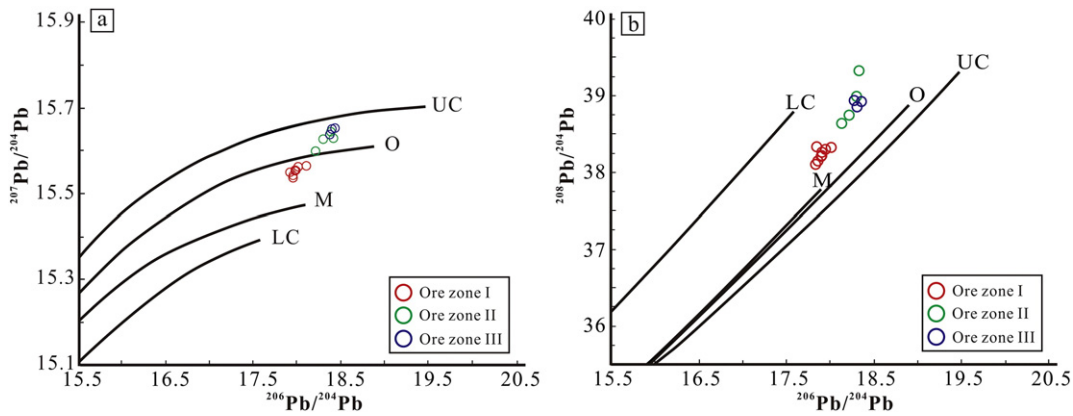 a
15.9
15.7
15.5
15.3
15.1
²⁰⁷Pb/²⁰⁴Pb
UC
O
M
LC
Ore zone I
Ore zone II
Ore zone III
15.5 16.5 17.5 18.5 19.5 20.5
²⁰⁶Pb/²⁰⁴Pb
b
40
39
38
37
36
²⁰⁸Pb/²⁰⁴Pb
UC
LC
O
M
Ore zone I
Ore zone II
Ore zone III
15.5 16.5 17.5 18.5 19.5 20.5
²⁰⁶Pb/²⁰⁴Pb